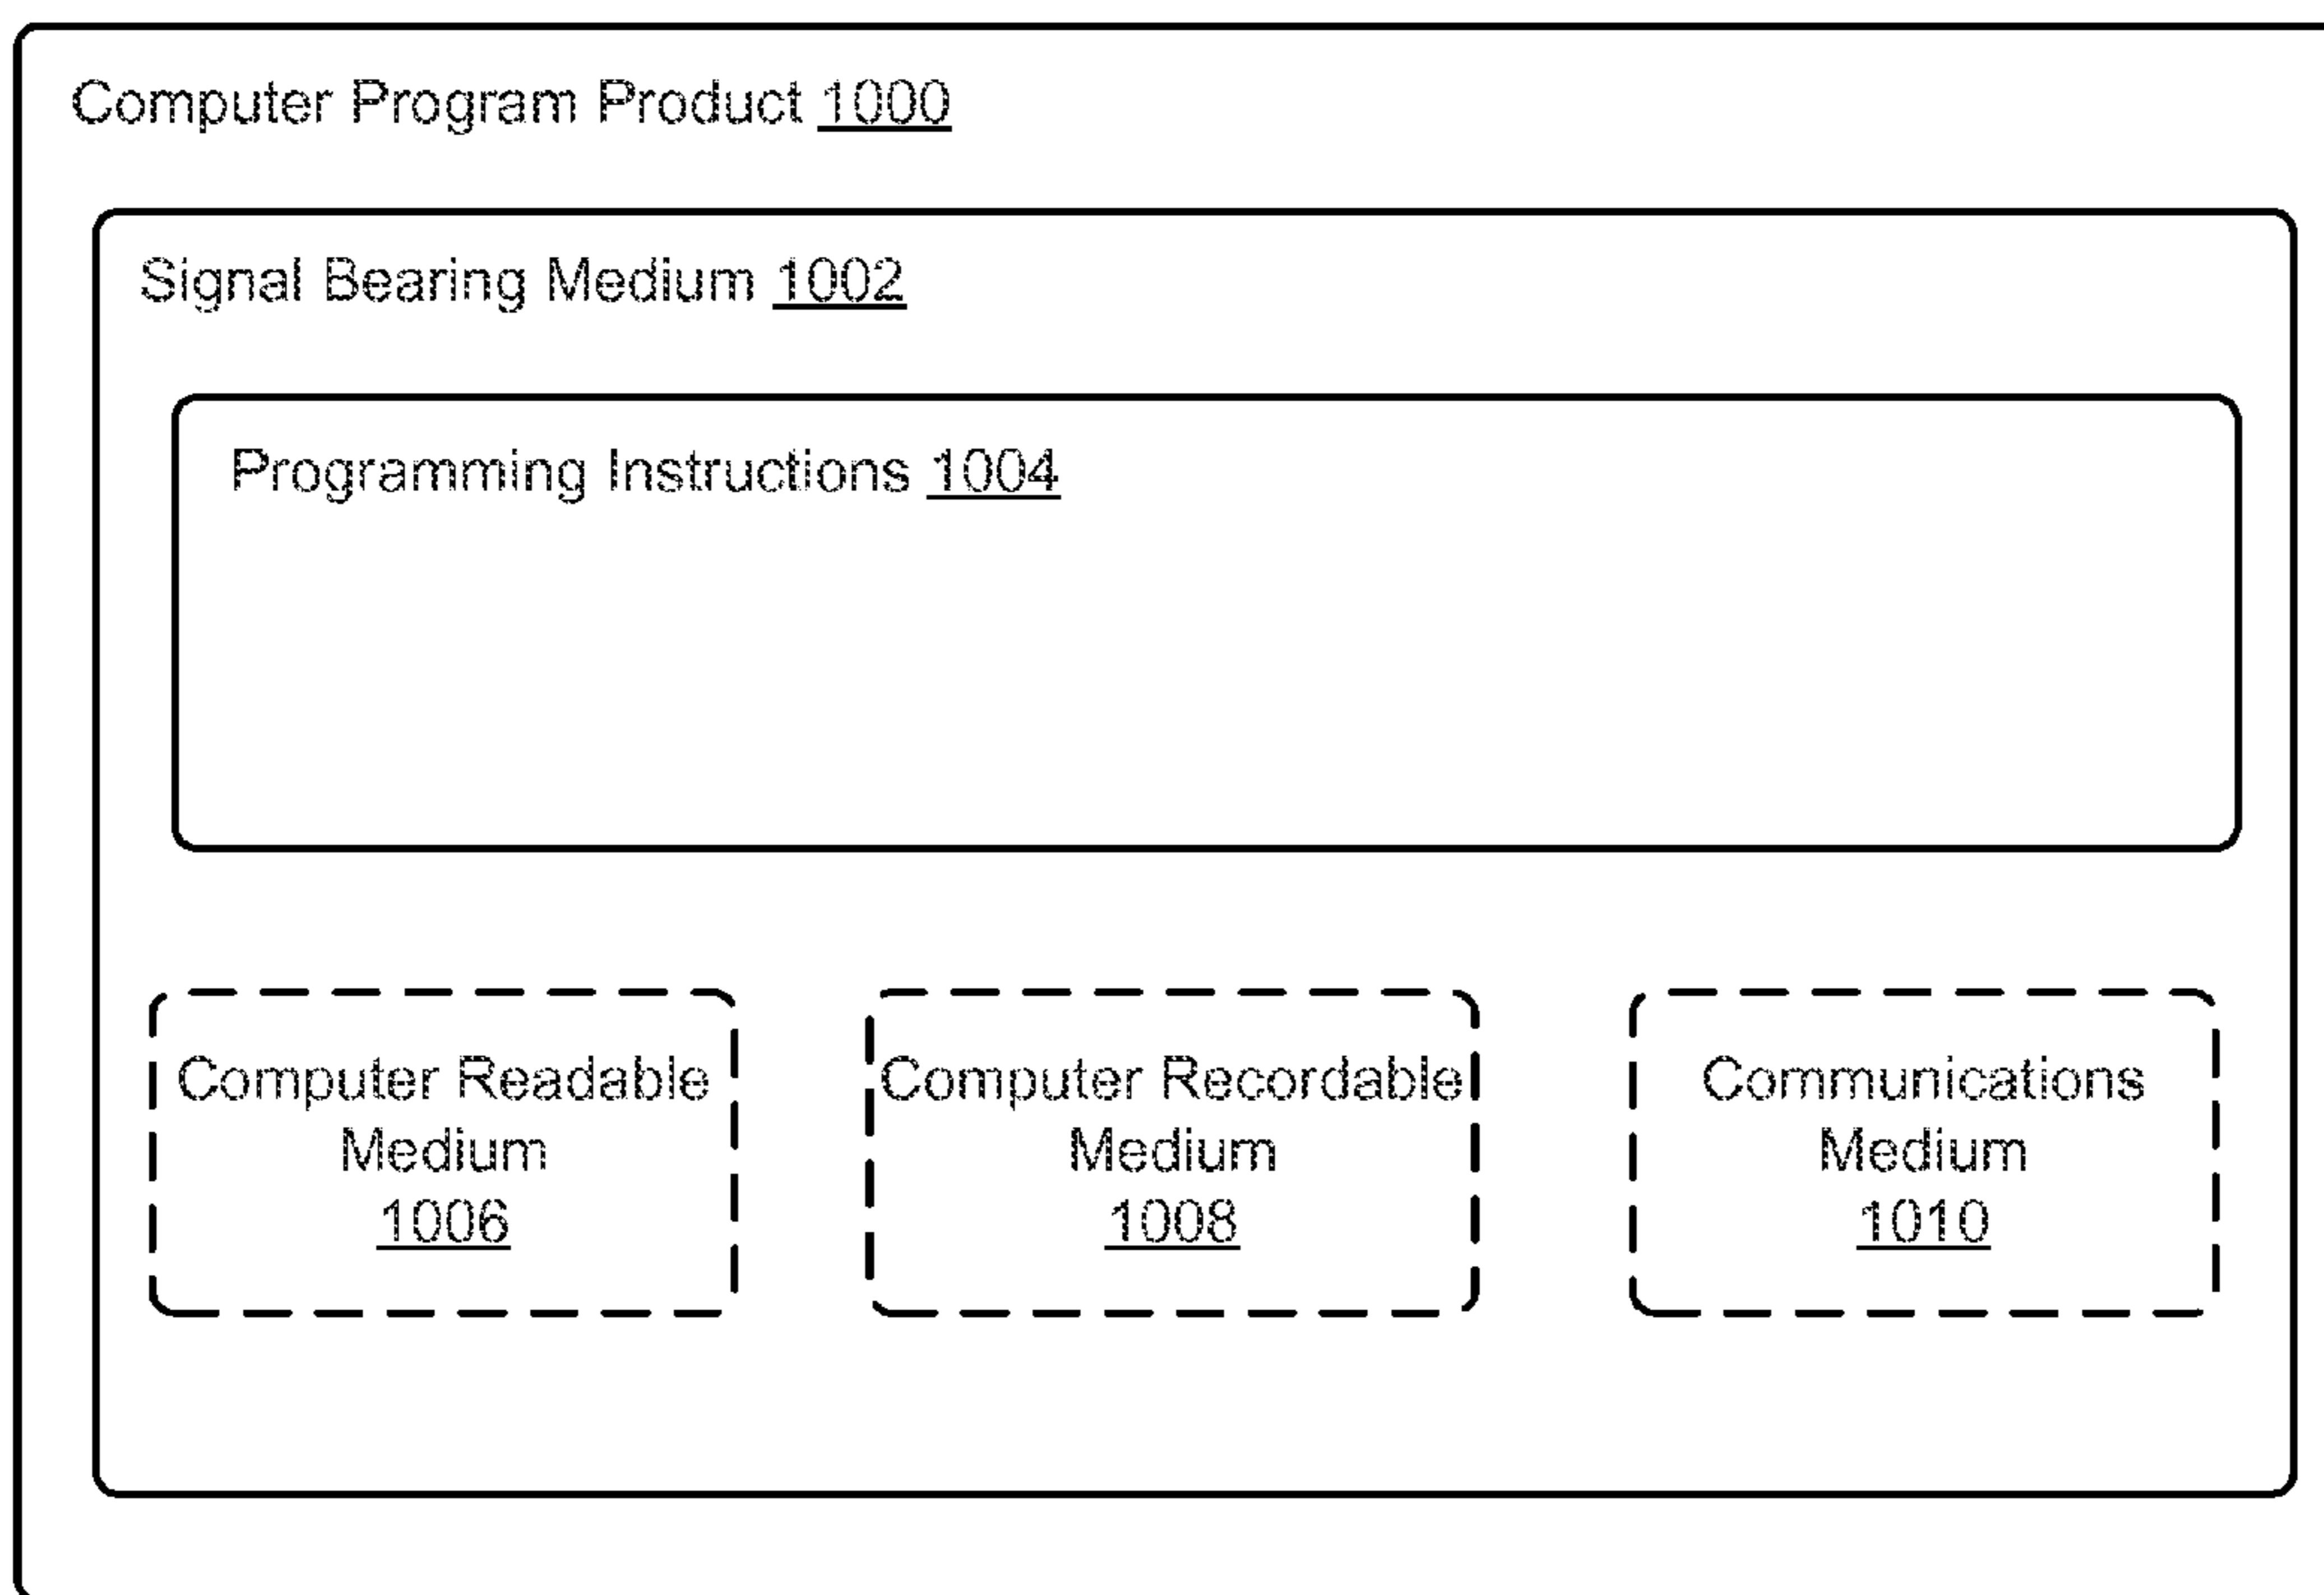 Computer Program Product 1000
Signal Bearing Medium 1002
Programming Instructions 1004
Computer Readable
Medium
1006
Computer Recordable
Medium
1008
Communications
Medium
1010